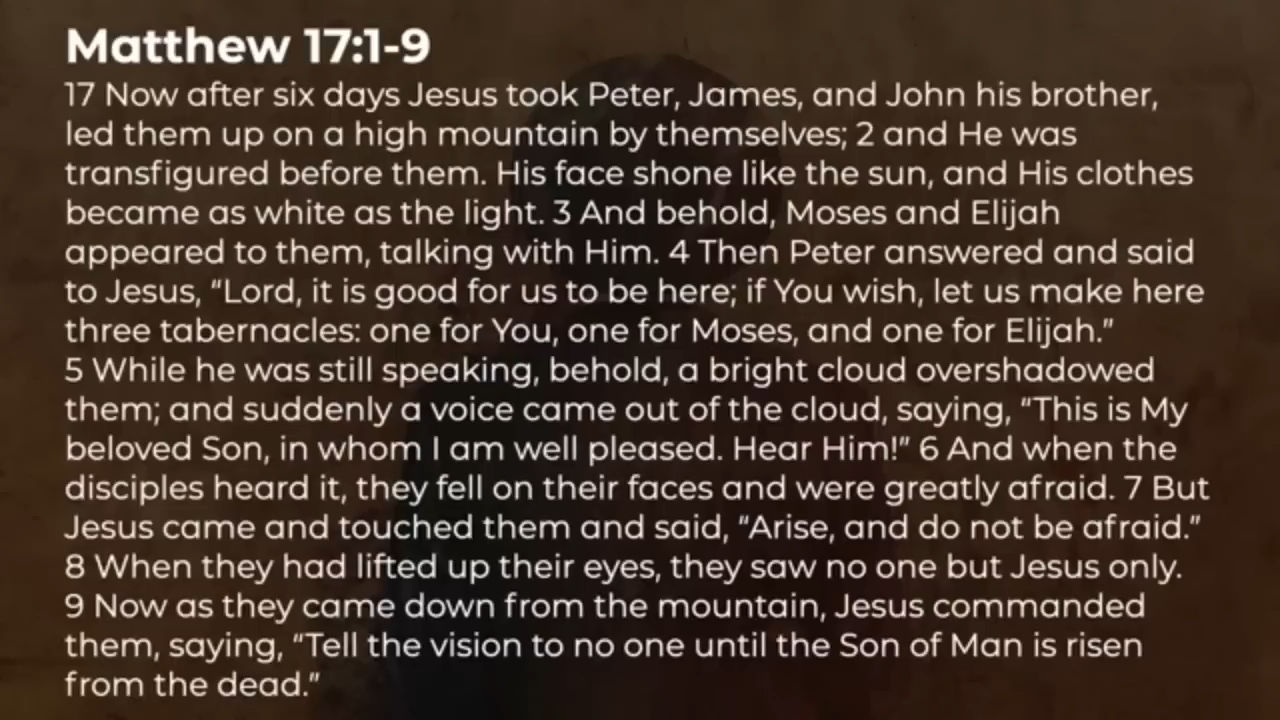 Matthew 17:1-9
17 Now after six days Jesus took Peter, James, and John his brother,
led them up on a high mountain by themselves; 2 and He was
transfigured before them. His face shone like the sun, and His clothes
became as white as the light. 3 And behold, Moses and Elijah
appeared to them, talking with Him. 4 Then Peter answered and said
to Jesus, “Lord, it is good for us to be here; if You wish, let us make here
three tabernacles: one for You, one for Moses, and one for Elijah.”
5 While he was still speaking, behold, a bright cloud overshadowed
them; and suddenly a voice came out of the cloud, saying, “This is My
beloved Son, in whom I am well pleased. Hear Him!” 6 And when the
disciples heard it, they fell on their faces and were greatly afraid. 7 But
Jesus came and touched them and said, “Arise, and do not be afraid.”
8 When they had lifted up their eyes, they saw no one but Jesus only.
9 Now as they came down from the mountain, Jesus commanded
them, saying, “Tell the vision to no one until the Son of Man is risen
from the dead.”